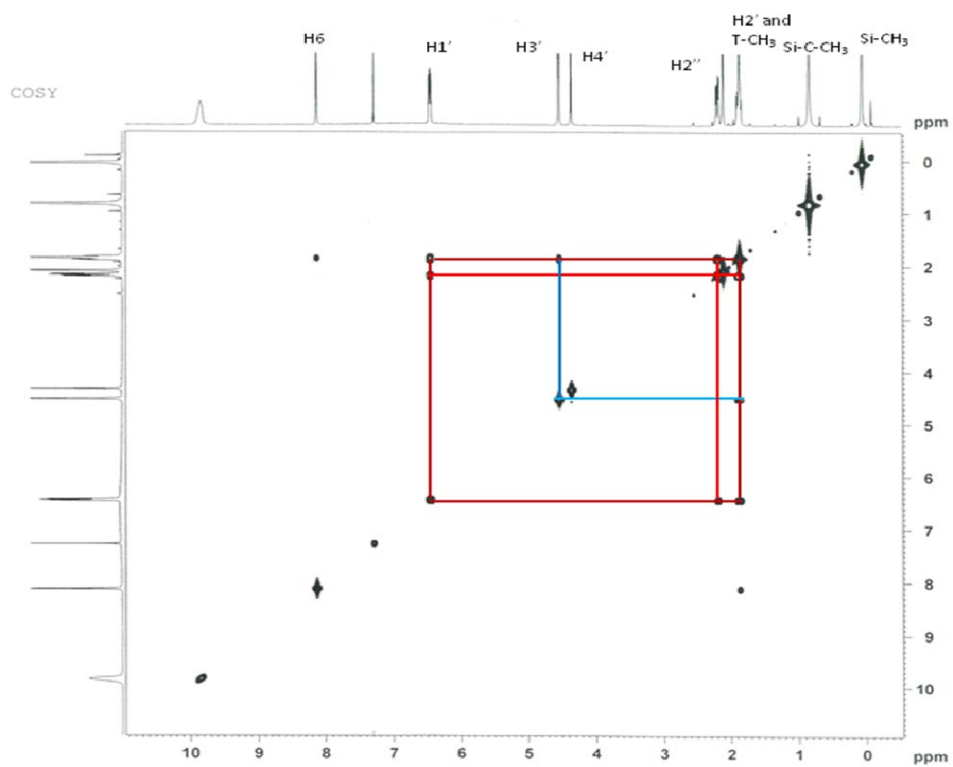 H2′ and
H6 H1′ H3′ H4′ H2′′ T-CH₃ Si-C-CH₃ Si-CH₃
COSY
ppm
0
1
2
3
4
5
6
7
8
9
10
10 9 8 7 6 5 4 3 2 1 0 ppm